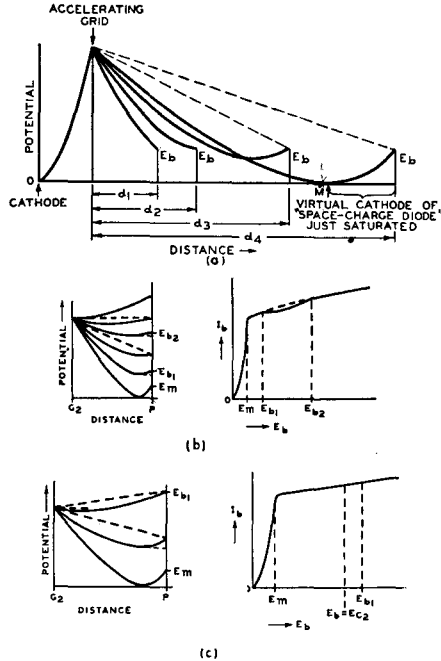 ACCELERATING
GRID
POTENTIAL
0
Eb
Eb
Eb
Eb
M
CATHODE
d1
d2
d3
d4
VIRTUAL CATHODE OF
"SPACE-CHARGE DIODE"
JUST SATURATED
DISTANCE
(a)
POTENTIAL
Eb2
Eb1
Em
G2
P
DISTANCE
Ib
0
Em
Eb1
Eb2
Eb
(b)
POTENTIAL
Eb1
Em
G2
P
DISTANCE
Ib
Em
Eb1
Eb=Ec2
Eb
(c)